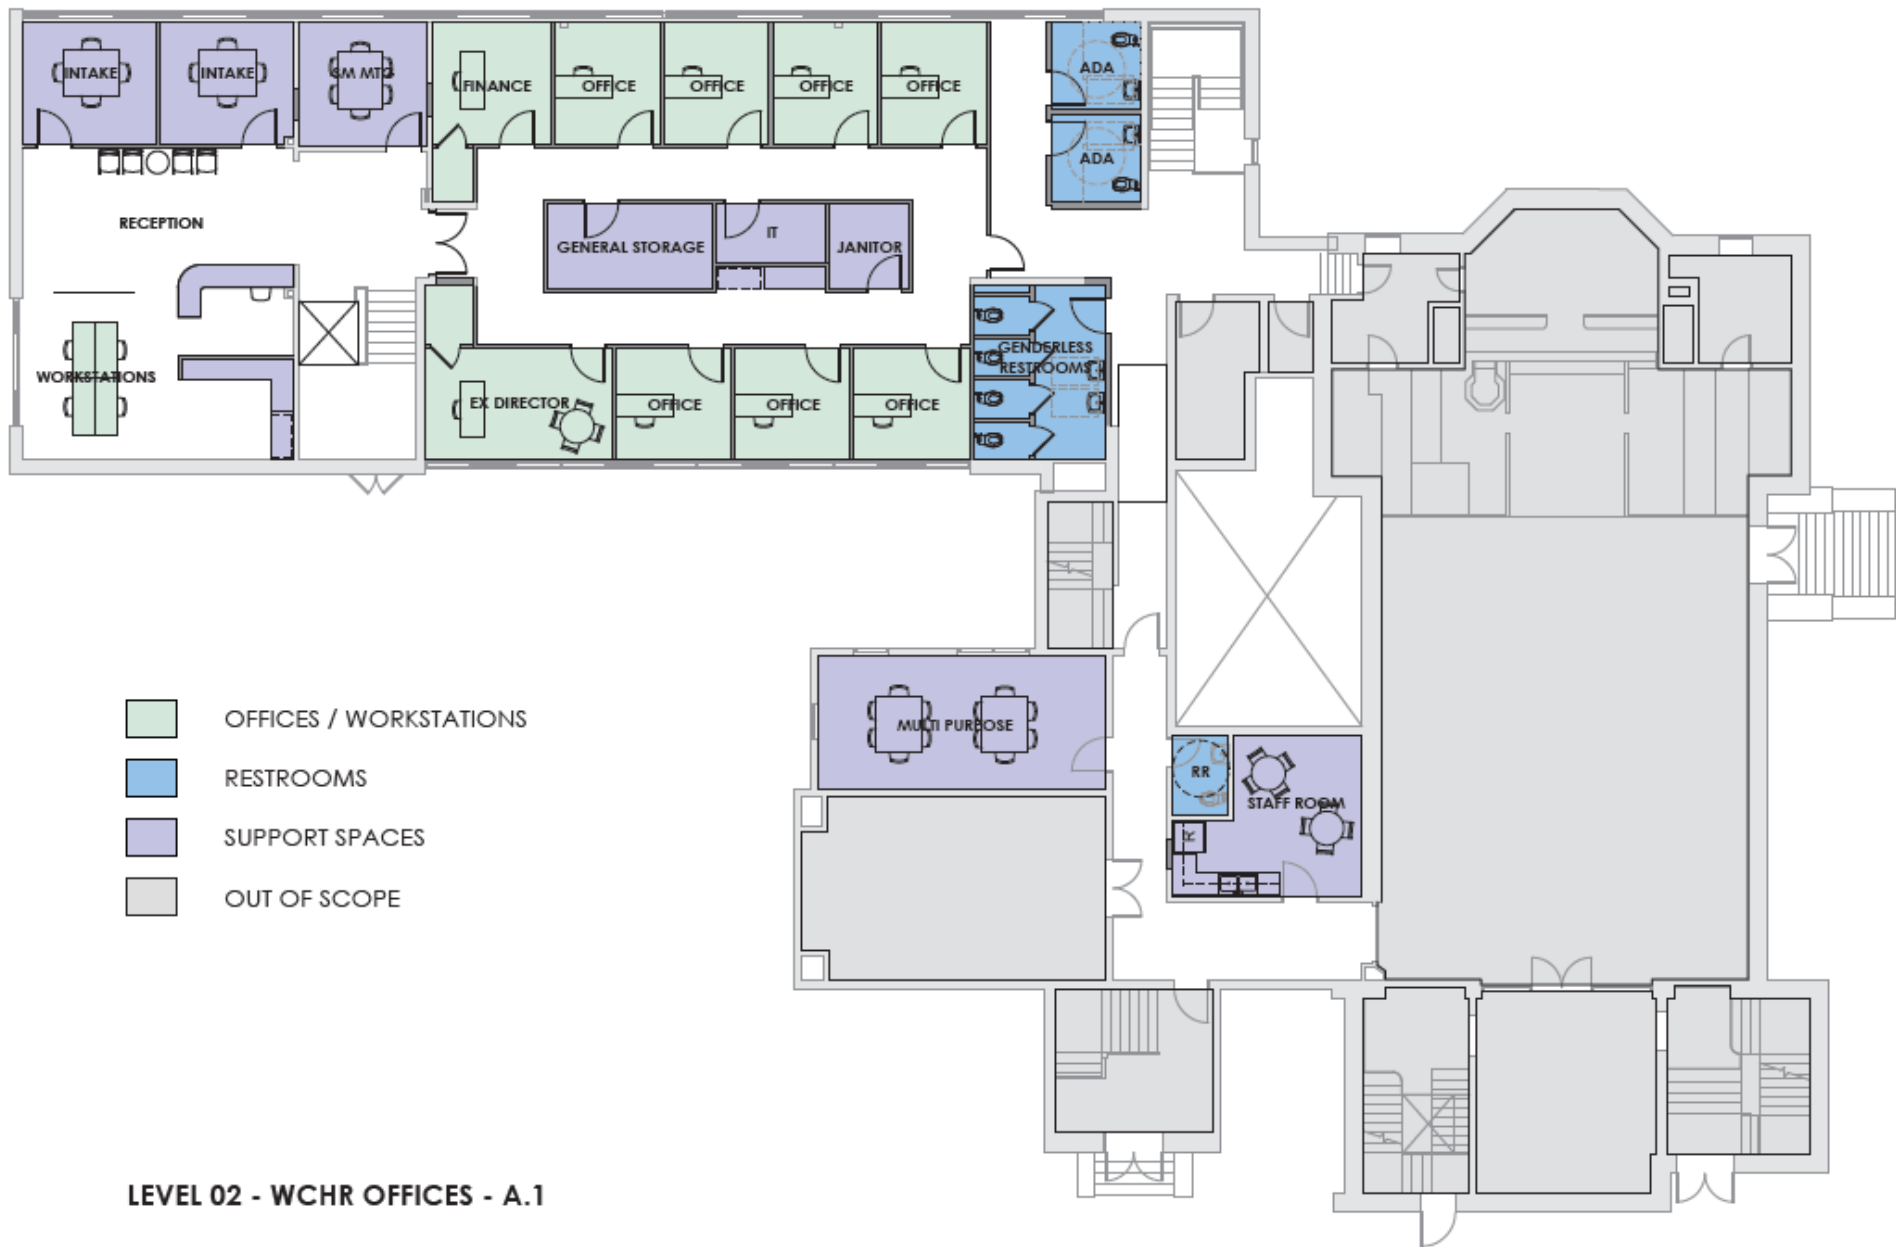 INTAKE
INTAKE
SM MTG
FINANCE
OFFICE
OFFICE
OFFICE
OFFICE
ADA
ADA
RECEPTION
GENERAL STORAGE
IT
JANITOR
WORKSTATIONS
EX DIRECTOR
OFFICE
OFFICE
OFFICE
GENDERLESS
RESTROOMS
OFFICES / WORKSTATIONS
RESTROOMS
SUPPORT SPACES
OUT OF SCOPE
MULTI PURPOSE
RR
STAFF ROOM
R
LEVEL 02 - WCHR OFFICES - A.1